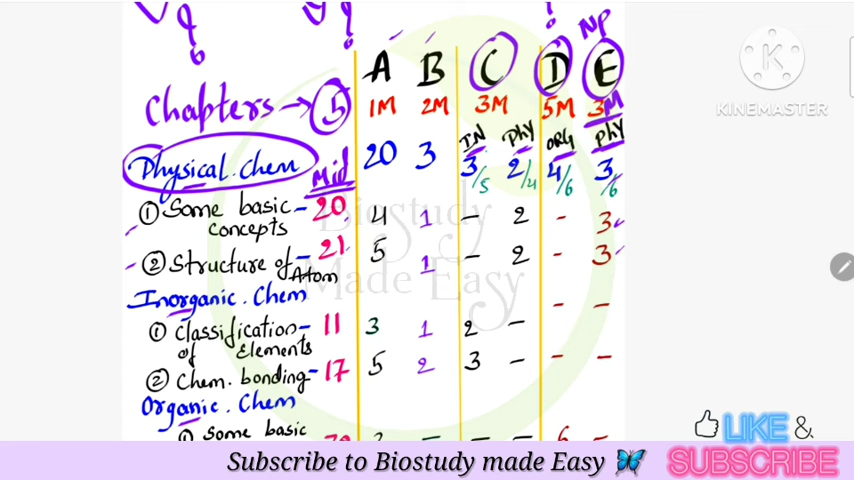 NP
A B C D E
Chapters → 5 1M 2M 3M 5M 3M
IN Phy ORG Phy
Physical.chem Mid 20 3 3/5 2/4 4/6 3/6
① Some basic concepts - 20 4 1 - 2 - 3
② Structure of Atom - 21 5 1 - 2 - 3
Inorganic.Chem - -
① Classification of Elements - 11 3 1 2 -
② Chem. bonding - 17 5 2 3 - - -
Organic.Chem
① Some basic
Biostudy
Made Easy
KINEMASTER
LIKE &
SUBSCRIBE
Subscribe to Biostudy made Easy 🦋